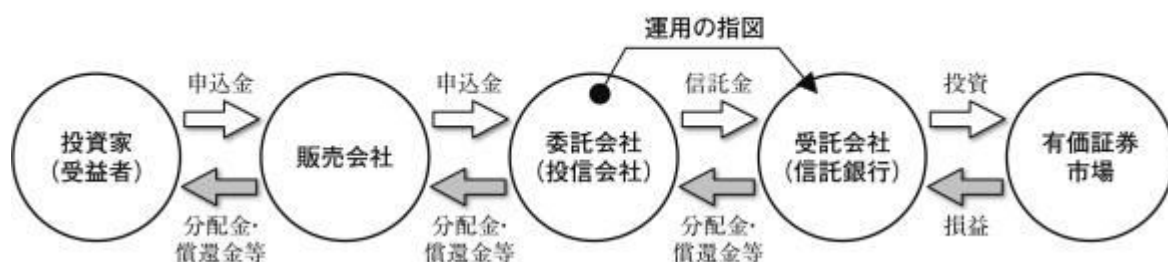 運用の指図
申込金
申込金
信託金
投資
投資家
(受益者)
販売会社
委託会社
(投信会社)
受託会社
(信託銀行)
有価証券
市場
分配金・
償還金等
分配金・
償還金等
分配金・
償還金等
損益